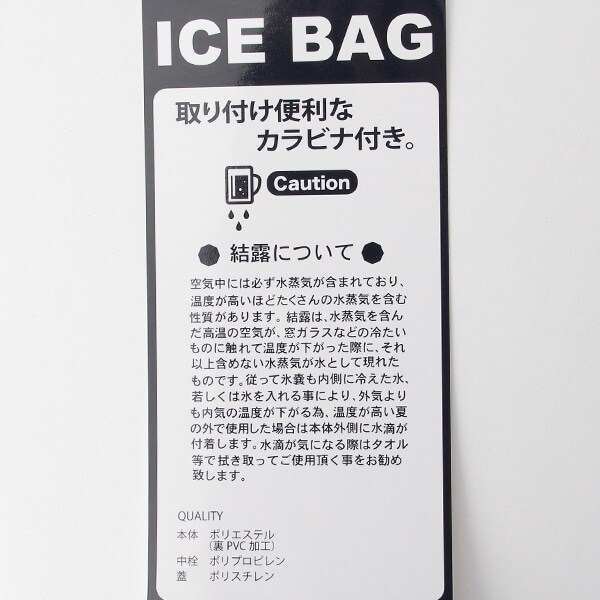 ICE BAG
取り付け便利な
カラビナ付き。
Caution
結露について
空気中には必ず水蒸気が含まれており、
温度が高いほどたくさんの水蒸気を含む
性質があります。結露は、水蒸気を含ん
だ高温の空気が、窓ガラスなどの冷たい
ものに触れて温度が下がった際に、それ
以上含めない水蒸気が水として現れた
ものです。従って氷嚢も内側に冷えた水、
若しくは氷を入れる事により、外気より
も内気の温度が下がる為、温度が高い夏
の外で使用した場合は本体外側に水滴が
付着します。水滴が気になる際はタオル
等で拭き取ってご使用頂く事をお勧め
致します。
QUALITY
本体 ポリエステル
（裏PVC加工）
中栓 ポリプロピレン
蓋 ポリスチレン